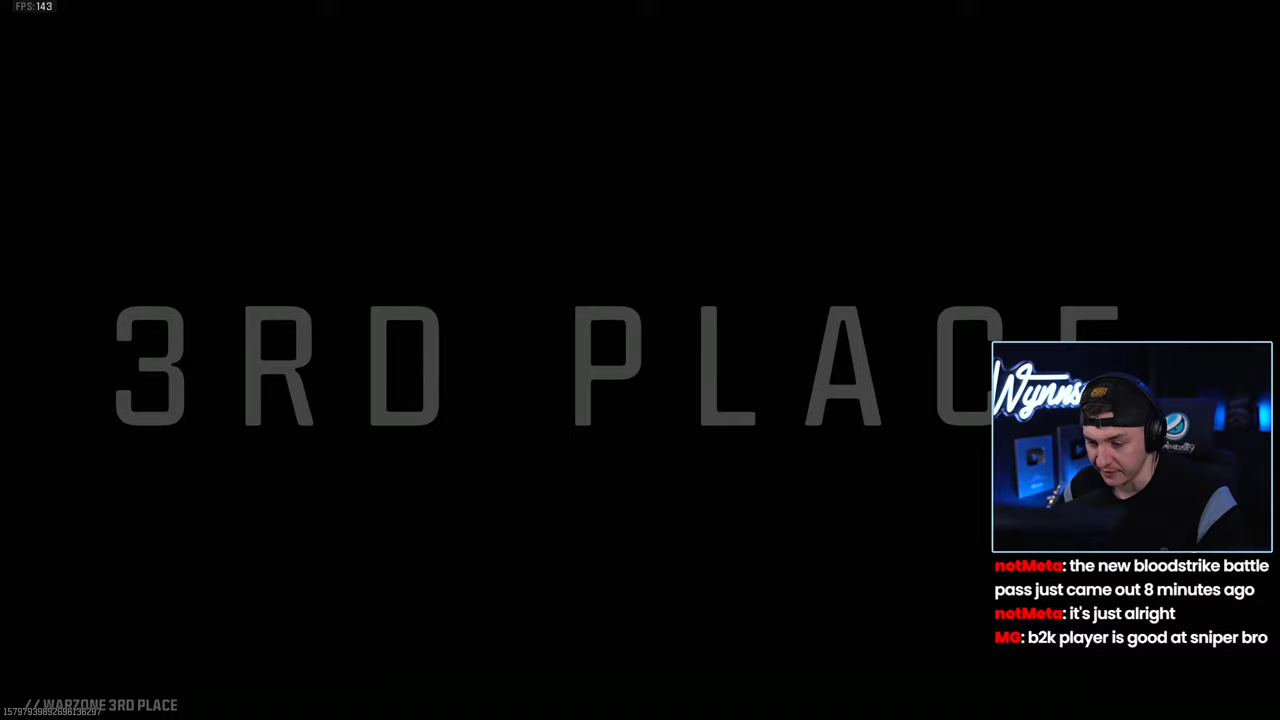 FPS: 143
3RD PLACE
Wynns
notMeta: the new bloodstrike battle
pass just came out 8 minutes ago
notMeta: it's just alright
MG: b2k player is good at sniper bro
// WARZONE 3RD PLACE